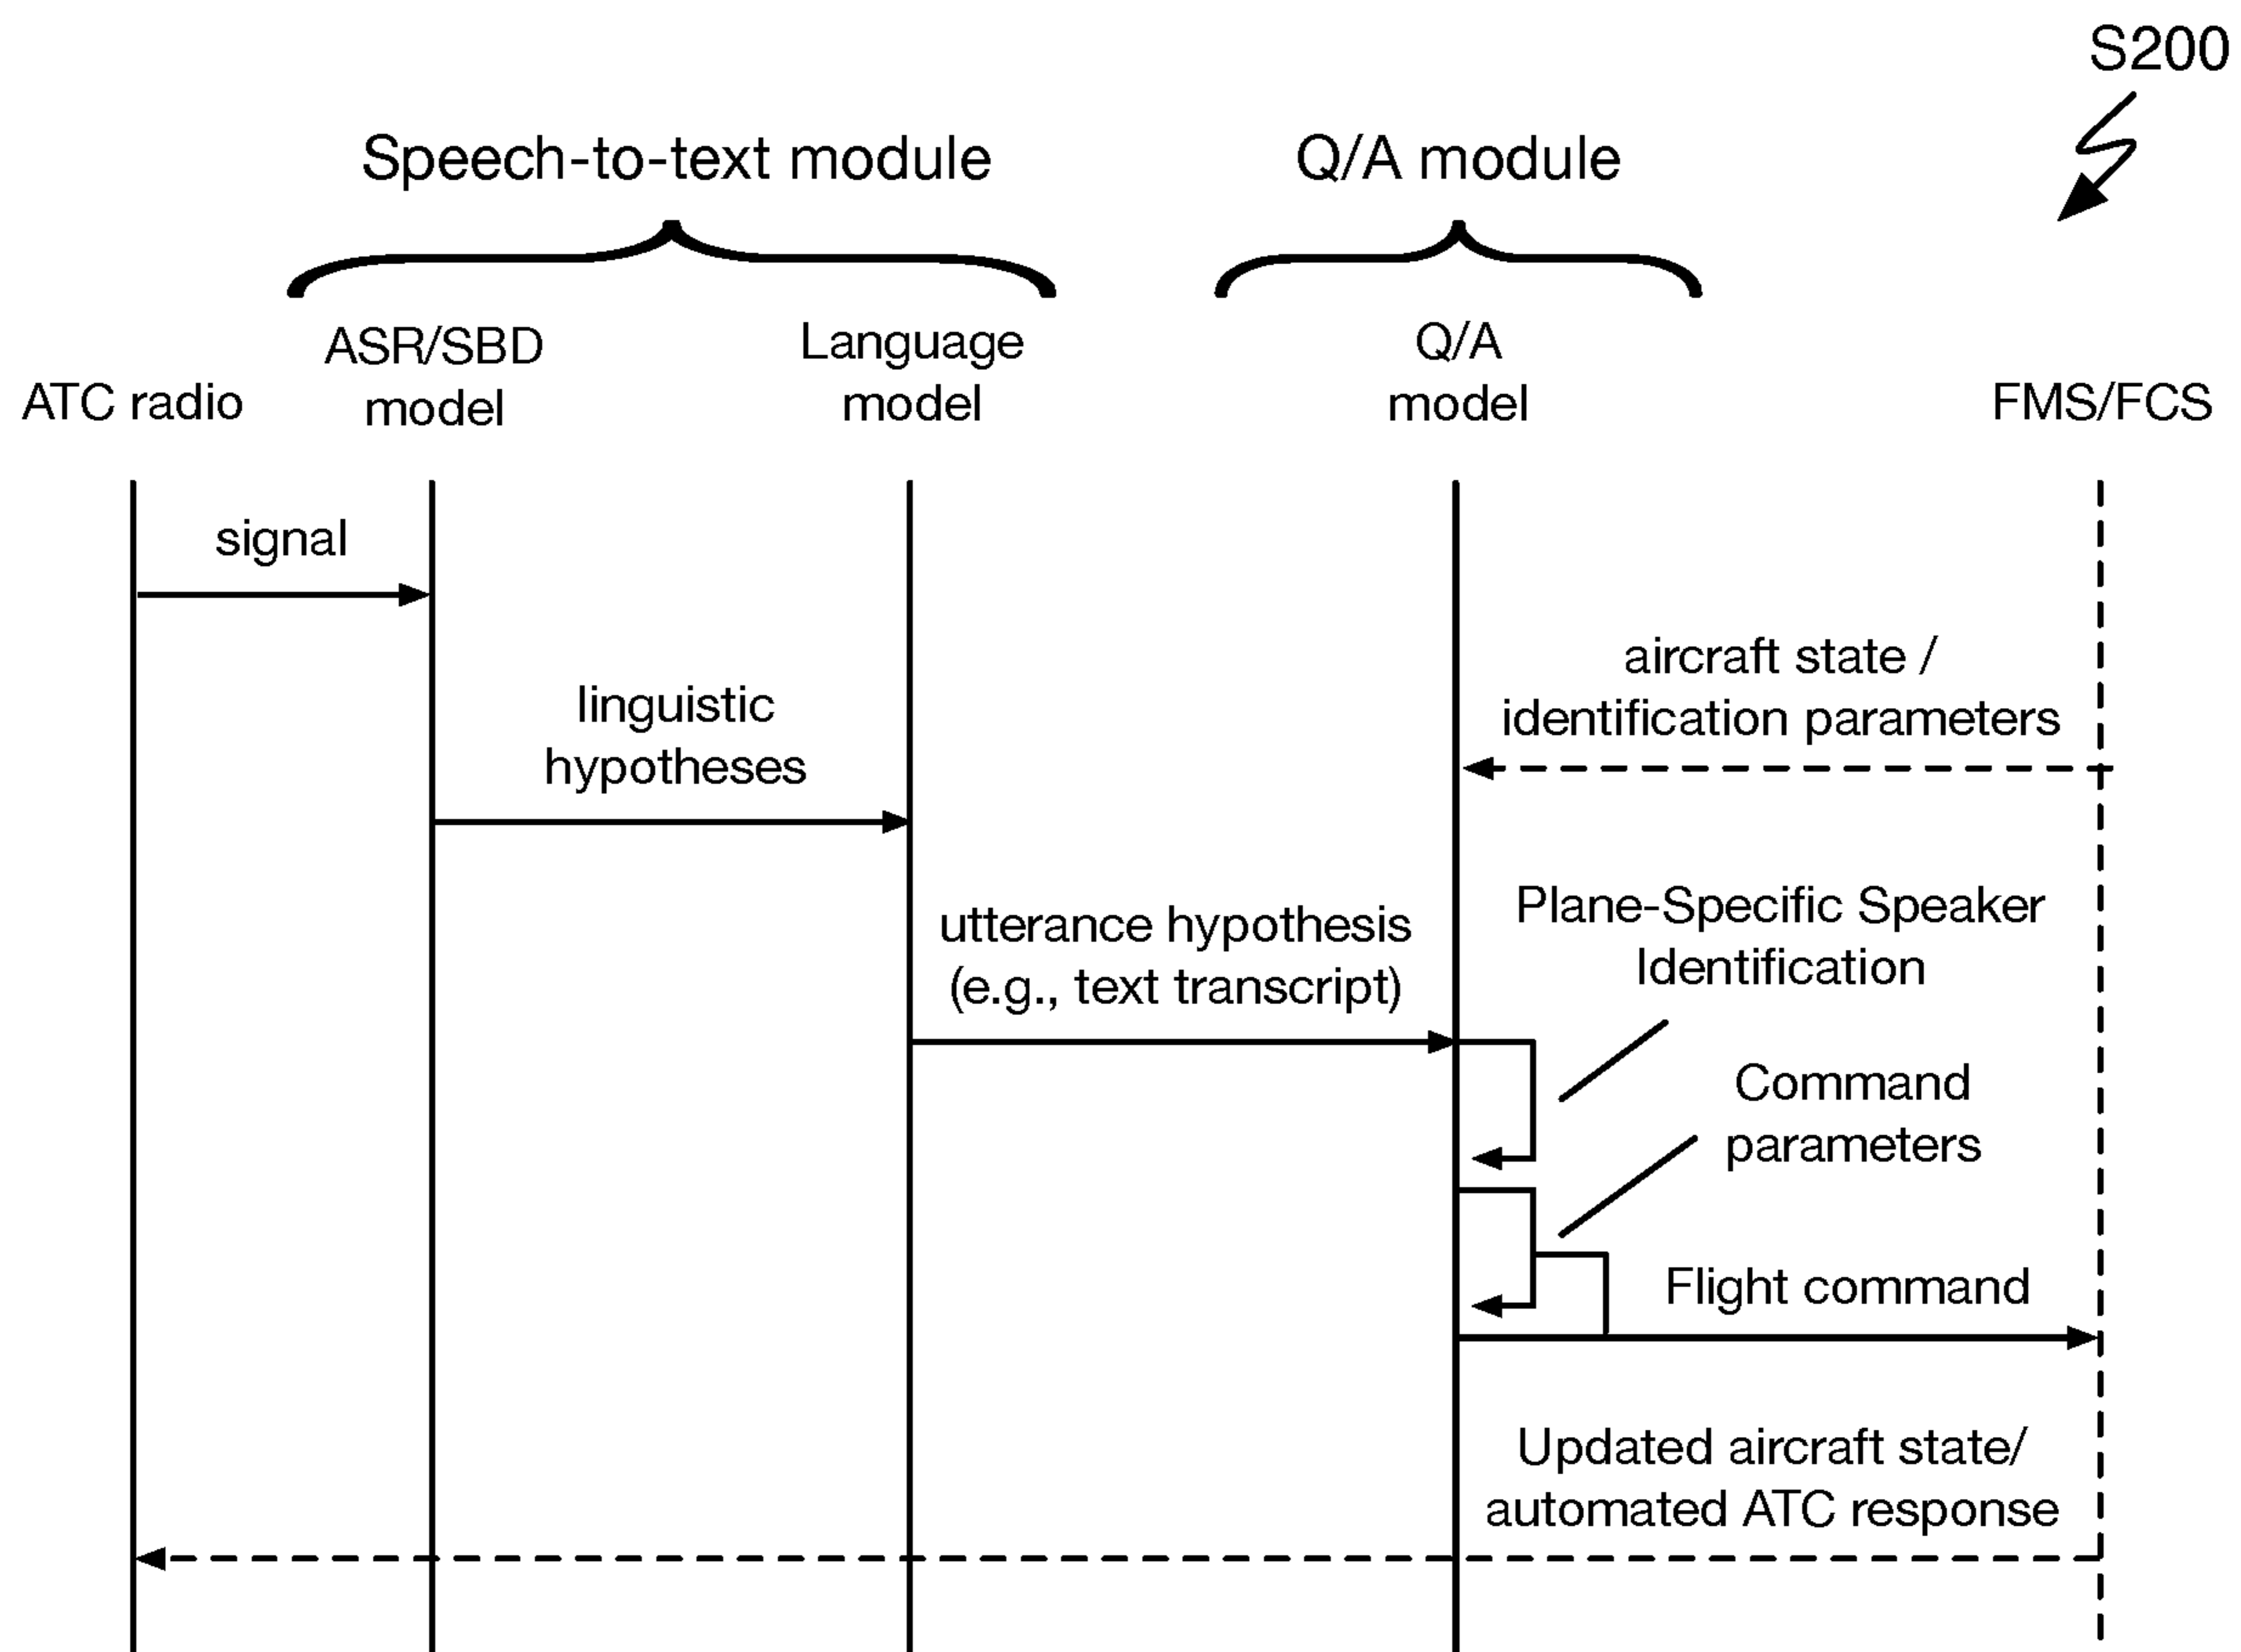 S200
Speech-to-text module
Q/A module
ATC radio
ASR/SBD
model
Language
model
Q/A
model
FMS/FCS
signal
aircraft state /
identification parameters
linguistic
hypotheses
Plane-Specific Speaker
Identification
utterance hypothesis
(e.g., text transcript)
Command
parameters
Flight command
Updated aircraft state/
automated ATC response